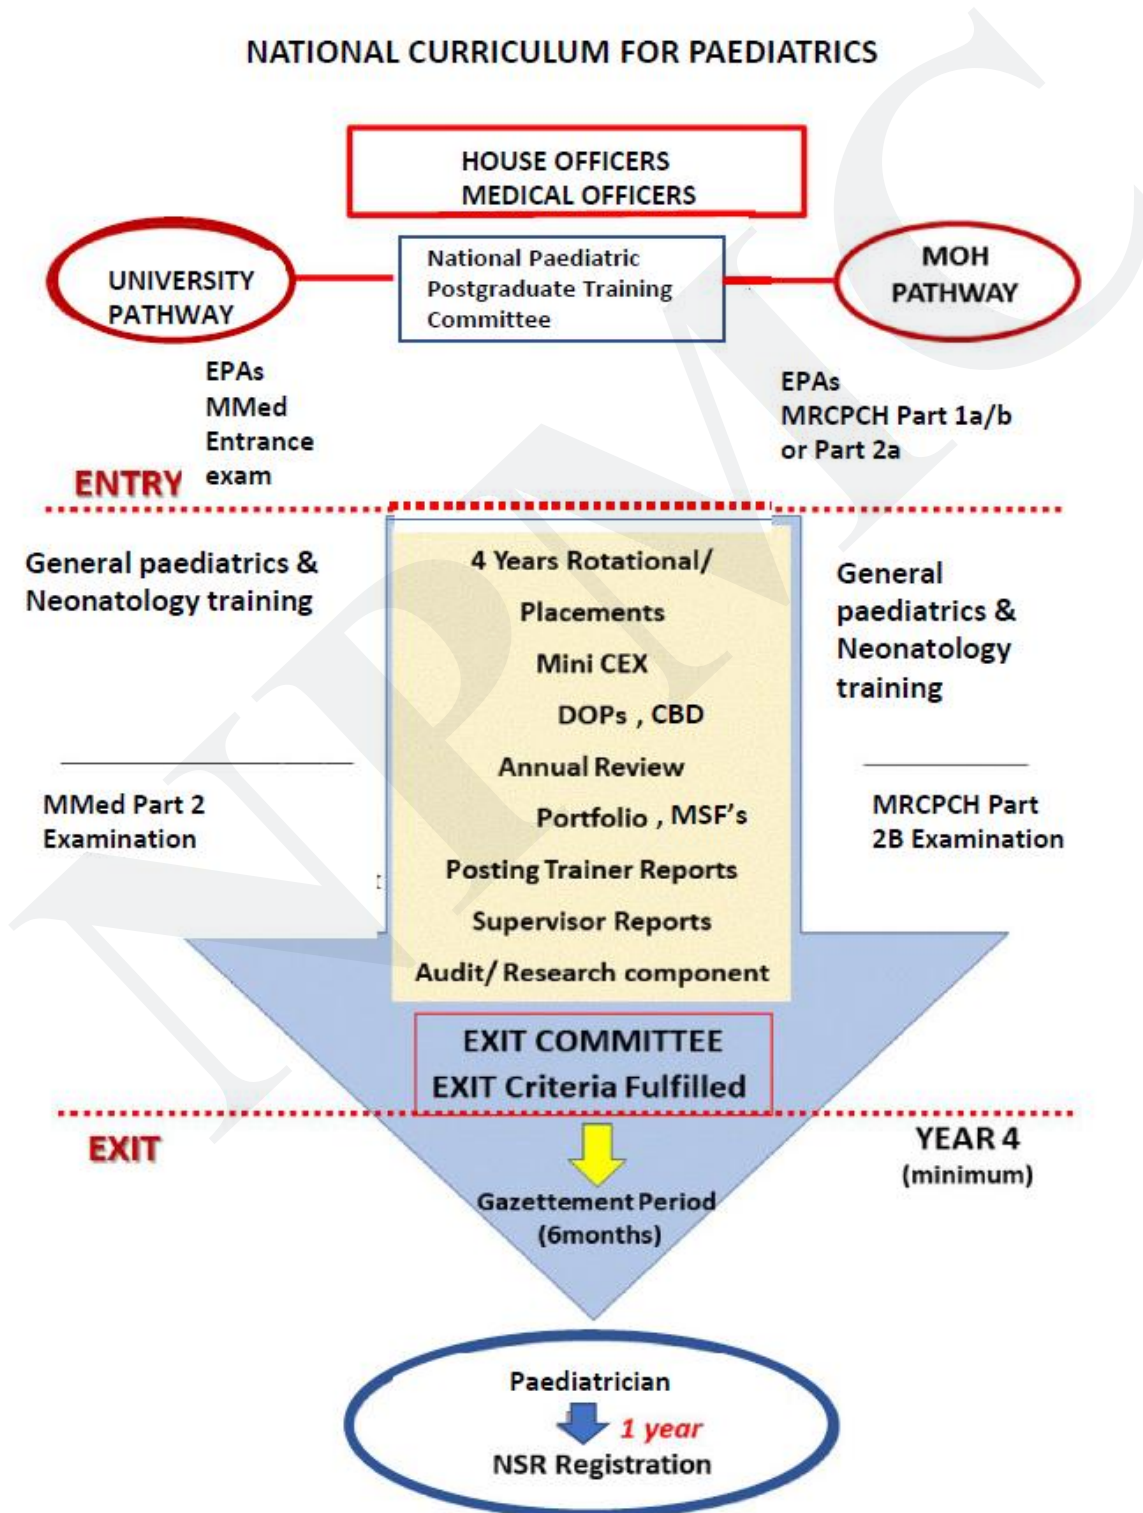 NATIONAL CURRICULUM FOR PAEDIATRICS
HOUSE OFFICERS
MEDICAL OFFICERS
UNIVERSITY
PATHWAY
National Paediatric
Postgraduate Training
Committee
MOH
PATHWAY
EPAs
MMed
Entrance
exam
EPAs
MRCPCH Part 1a/b
or Part 2a
ENTRY
General paediatrics &
Neonatology training
4 Years Rotational/
Placements
Mini CEX
DOPs , CBD
Annual Review
Portfolio , MSF's
Posting Trainer Reports
Supervisor Reports
Audit/ Research component
General
paediatrics &
Neonatology
training
MMed Part 2
Examination
MRCPCH Part
2B Examination
EXIT COMMITTEE
EXIT Criteria Fulfilled
EXIT
YEAR 4
(minimum)
Gazettement Period
(6months)
Paediatrician
1 year
NSR Registration
NPMC